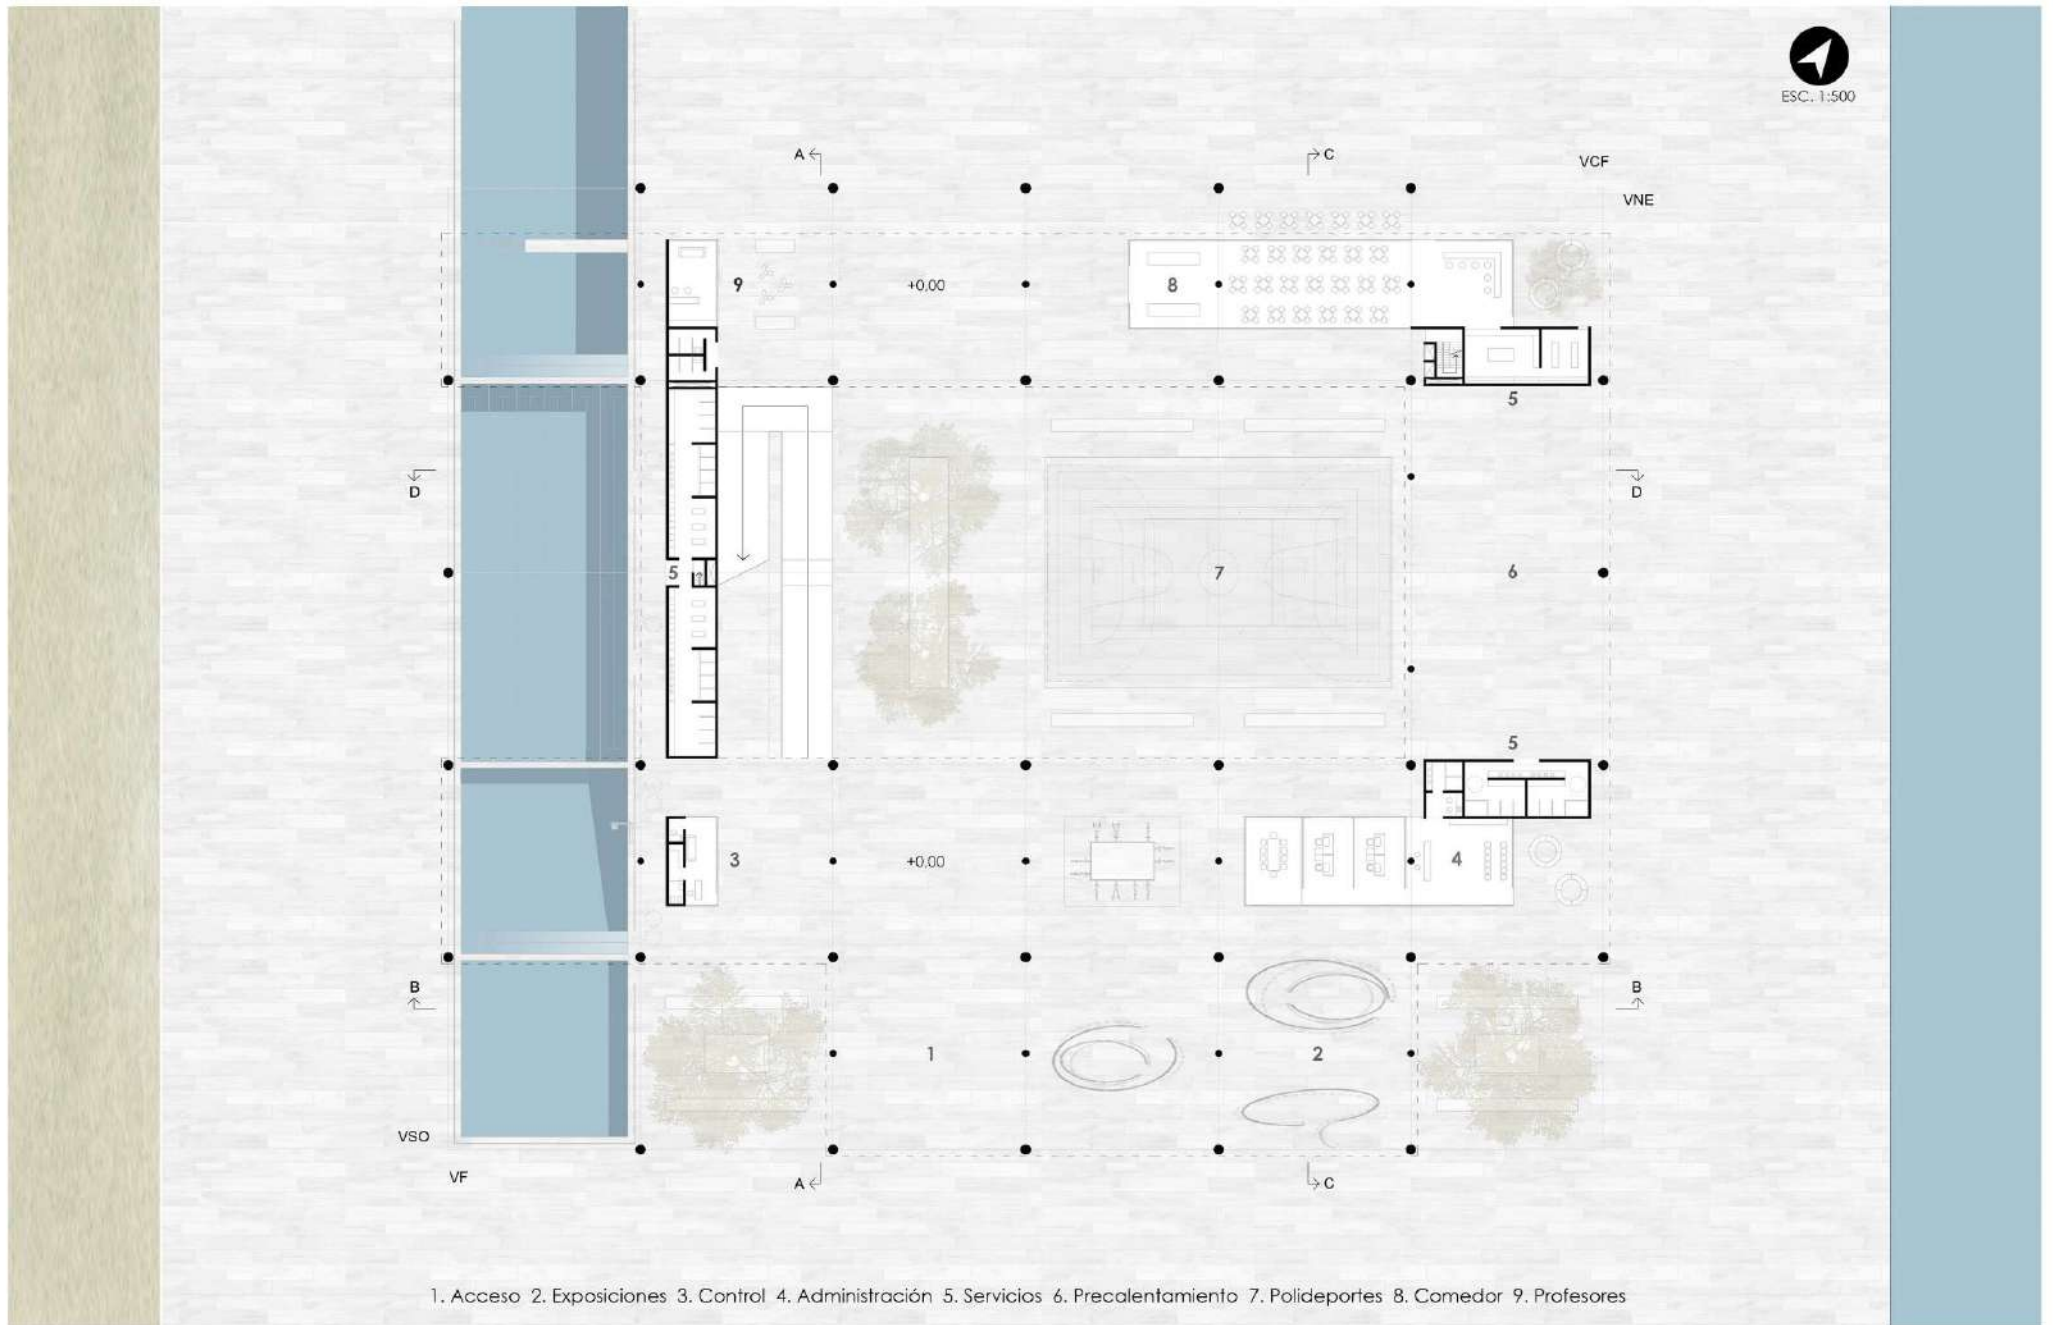 ESC. 1:500
A
C
VCF
VNE
9
+0,00
8
5
D
D
5
7
6
5
3
+0,00
4
B
B
1
2
VSO
VF
A
C
1. Acceso 2. Exposiciones 3. Control 4. Administración 5. Servicios 6. Precalentamiento 7. Polideportes 8. Comedor 9. Profesores